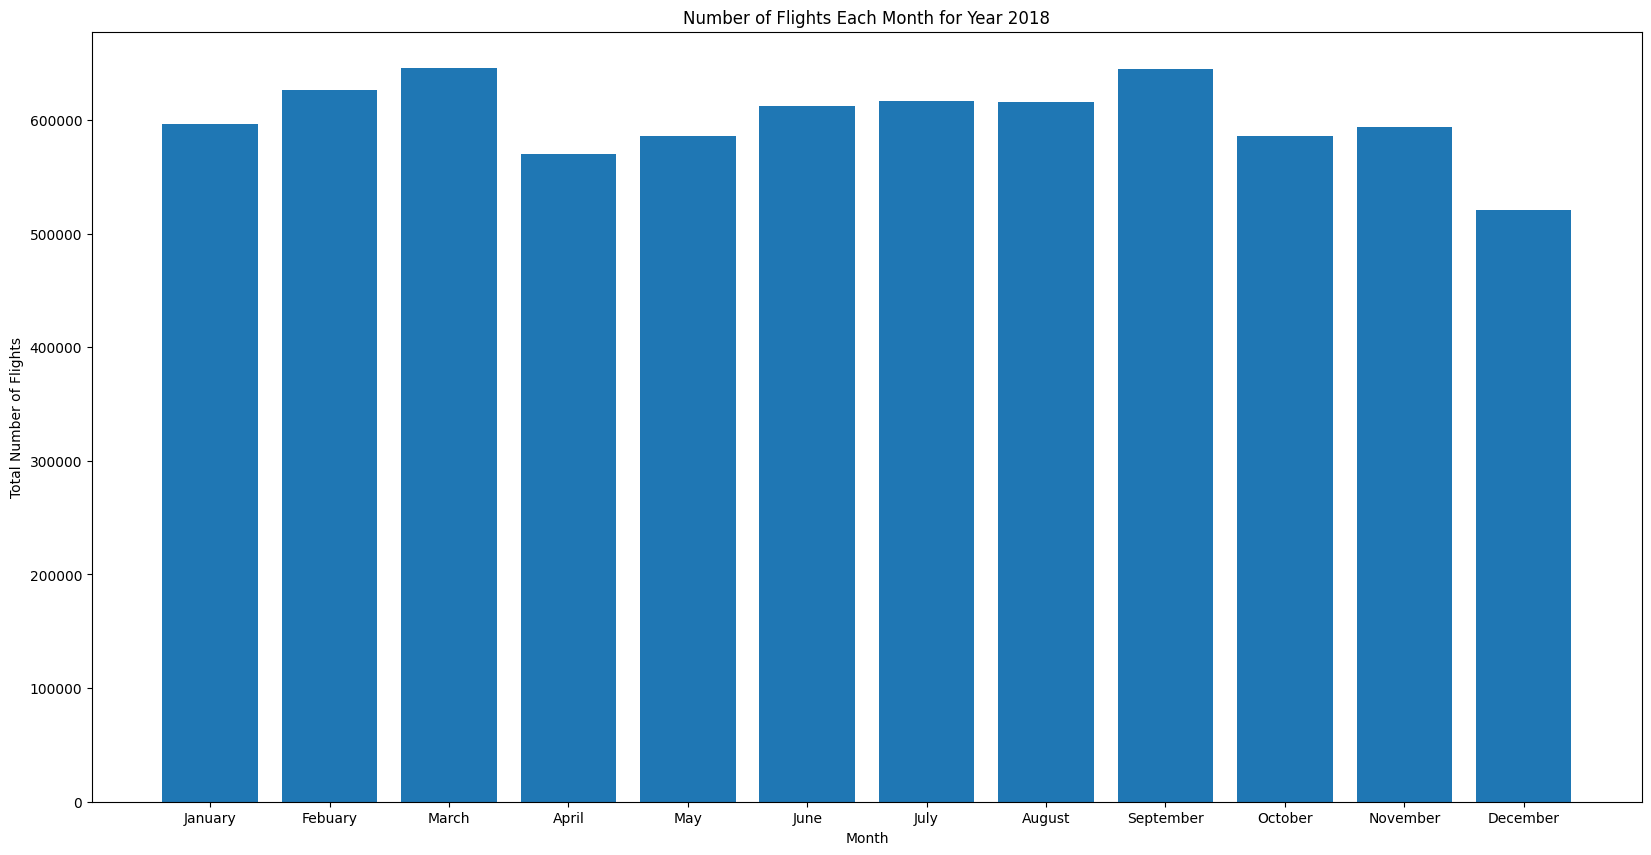 Number of Flights Each Month for Year 2018
Total Number of Flights
600000
500000
400000
300000
200000
100000
0
January Febuary March April May June July August September October November December
Month